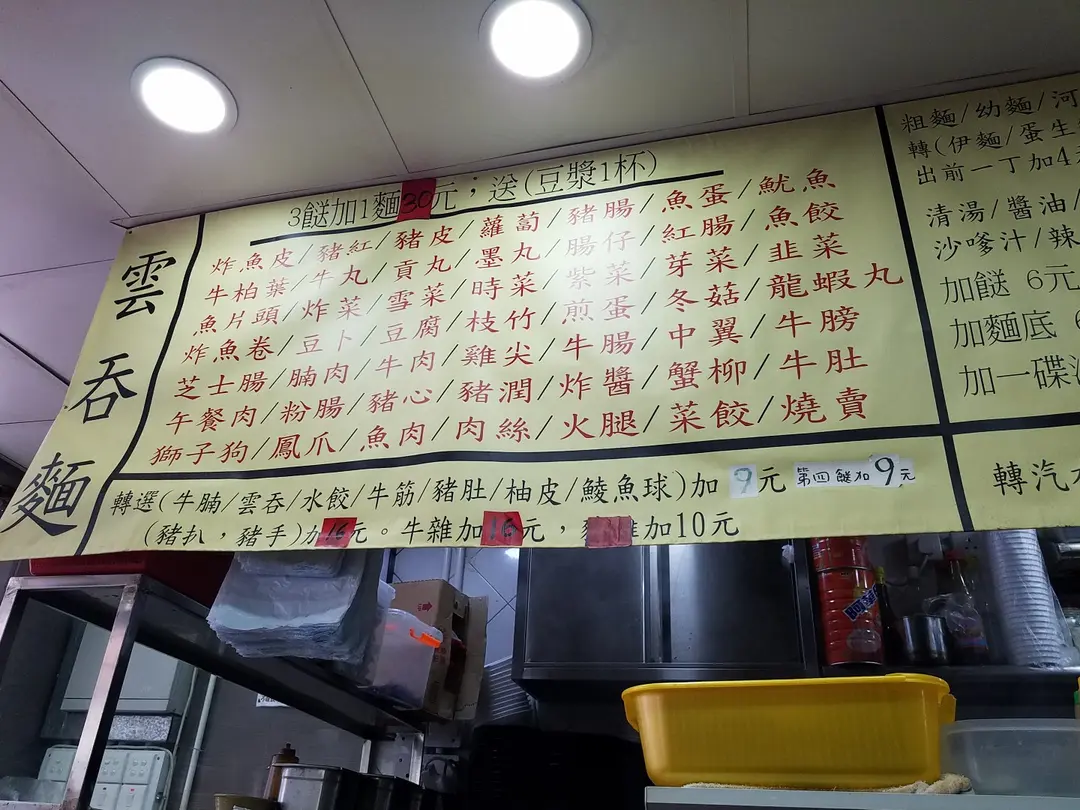 雲吞麵
3餸加1麵30元；送(豆漿1杯)
炸魚皮/豬紅/豬皮/蘿蔔/豬腸/魚蛋/魷魚
牛柏葉/牛丸/貢丸/墨丸/腸仔/紅腸/魚餃
魚片頭/炸菜/雪菜/時菜/紫菜/芽菜/韭菜
炸魚卷/豆卜/豆腐/枝竹/煎蛋/冬菇/龍蝦丸
芝士腸/腩肉/牛肉/雞尖/牛腸/中翼/牛膀
午餐肉/粉腸/豬心/豬潤/炸醬/蟹柳/牛肚
獅子狗/鳳爪/魚肉/肉絲/火腿/菜餃/燒賣
轉選(牛腩/雲吞/水餃/牛筋/豬肚/柚皮/鯪魚球)加9元 第四餸加9元
(豬扒，豬手)加16元。牛雜加16元，豬雜加10元
粗麵/幼麵/河
轉(伊麵/蛋生
出前一丁加4
清湯/醬油/
沙嗲汁/辣
加餸 6元
加麵底
加一碟
轉汽水